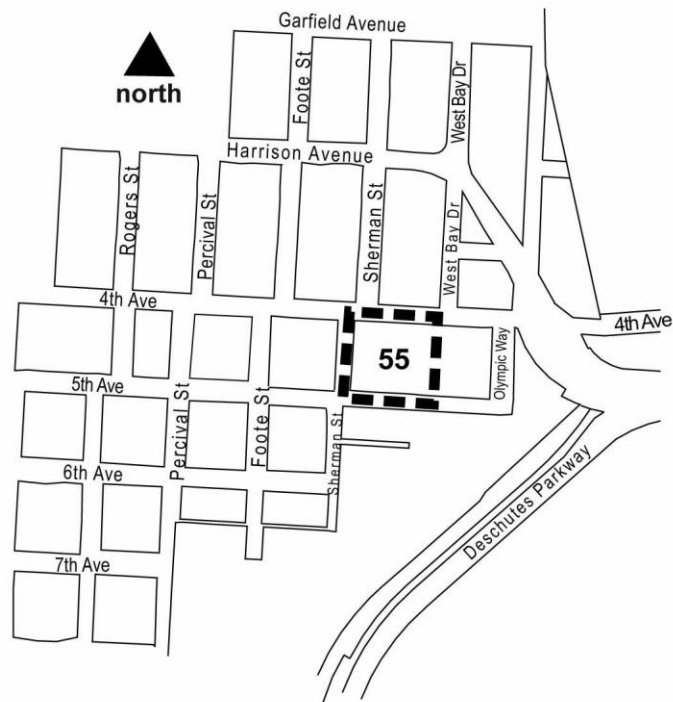 Garfield Avenue
north
Foote St
West Bay Dr
Harrison Avenue
Rogers St
Percival St
Sherman St
West Bay Dr
4th Ave
4th Ave
55
Olympic Way
5th Ave
Percival St
Foote St
Sherman St
6th Ave
Deschutes Parkway
7th Ave